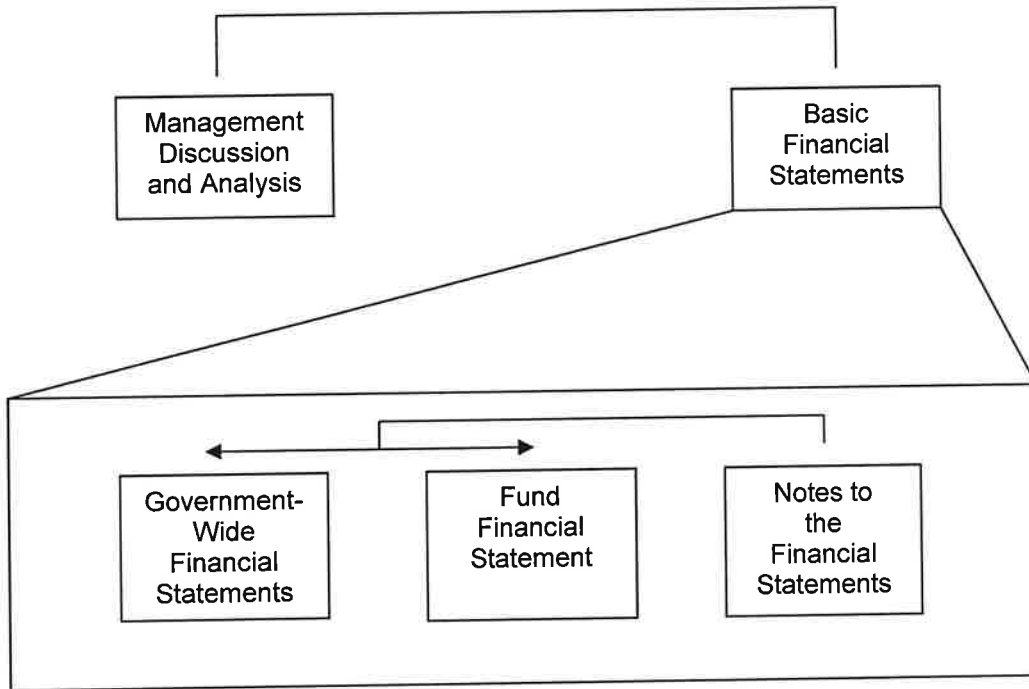 Management
Discussion
and Analysis
Basic
Financial
Statements
Government-
Wide
Financial
Statements
Fund
Financial
Statement
Notes to
the
Financial
Statements